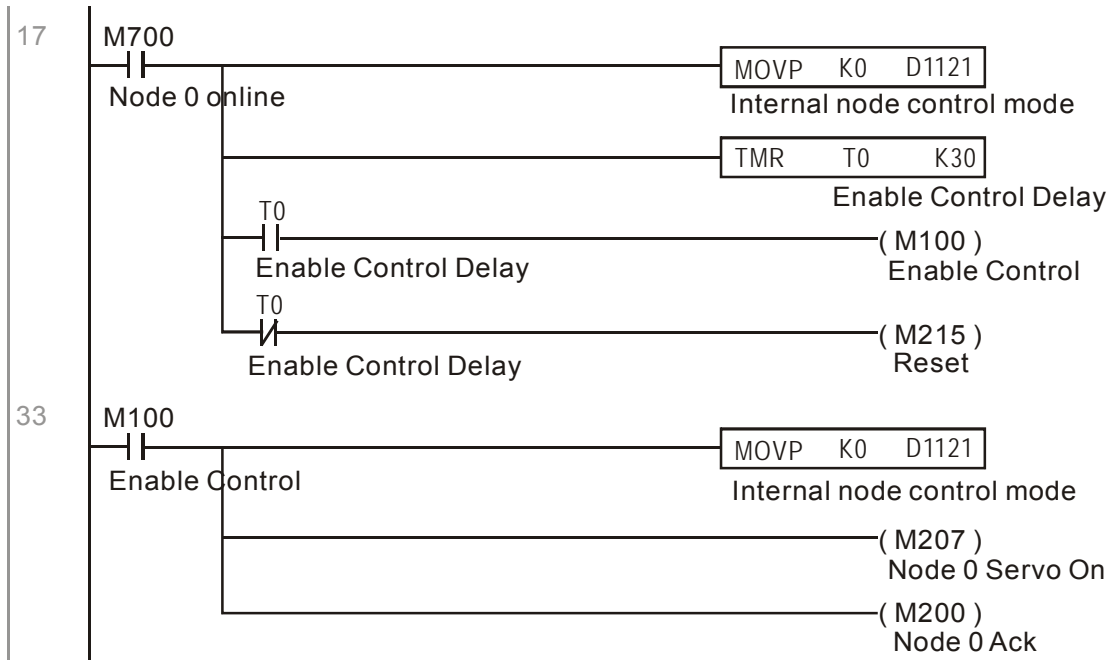 17
M700
Node 0 online
MOVP K0 D1121
Internal node control mode
TMR T0 K30
Enable Control Delay
T0
( M100 )
Enable Control Delay
Enable Control
T0
( M215 )
Enable Control Delay
Reset
33
M100
Enable Control
MOVP K0 D1121
Internal node control mode
( M207 )
Node 0 Servo On
( M200 )
Node 0 Ack